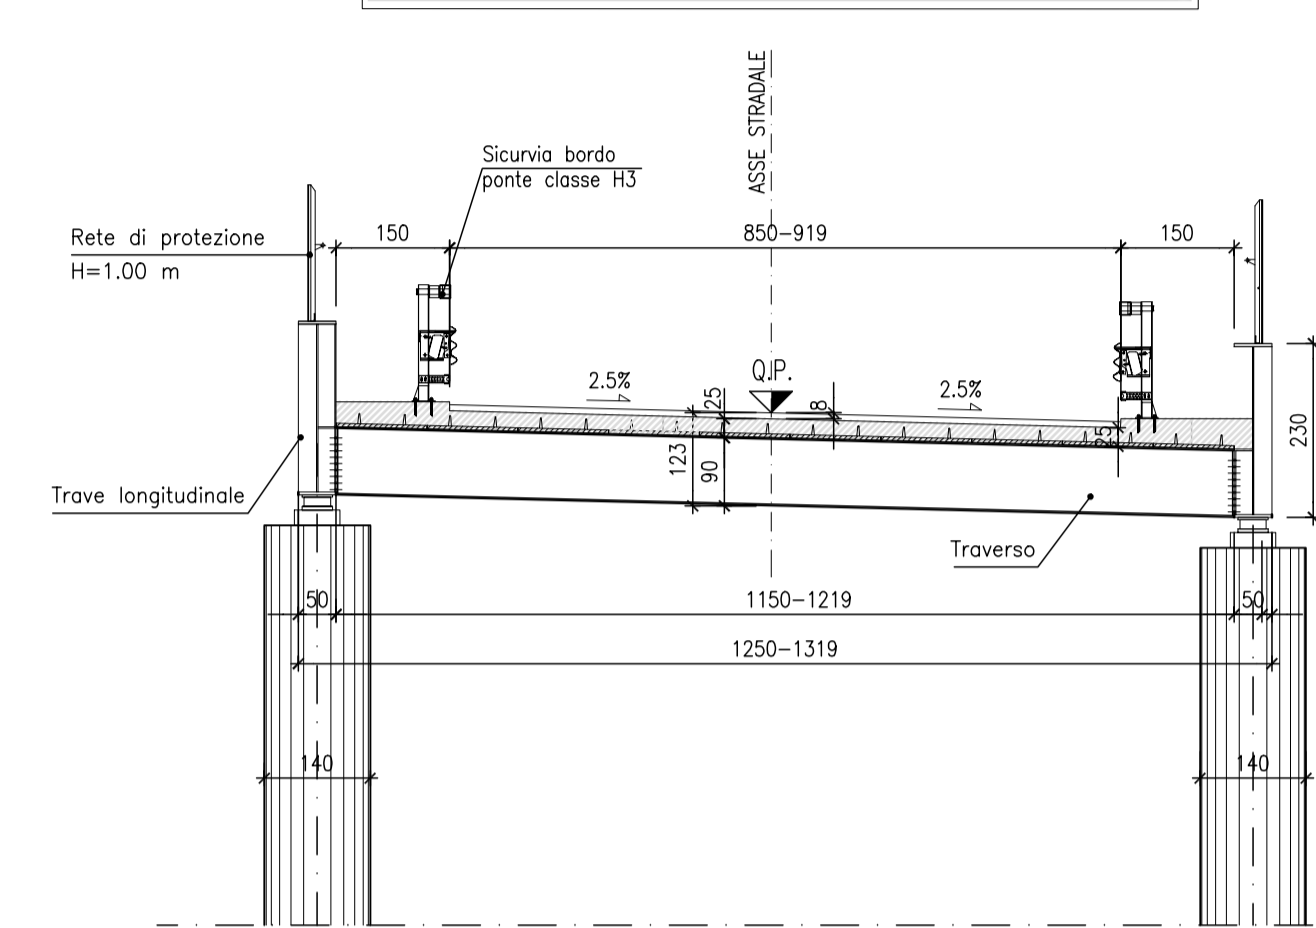 ASSE STRADALE
Sicurvia bordo
ponte classe H3
Rete di protezione
H=1.00 m
150
850-919
150
Q.P.
2.5%
25
8
2.5%
25
123
90
230
Trave longitudinale
Traverso
50
1150-1219
50
1250-1319
140
140